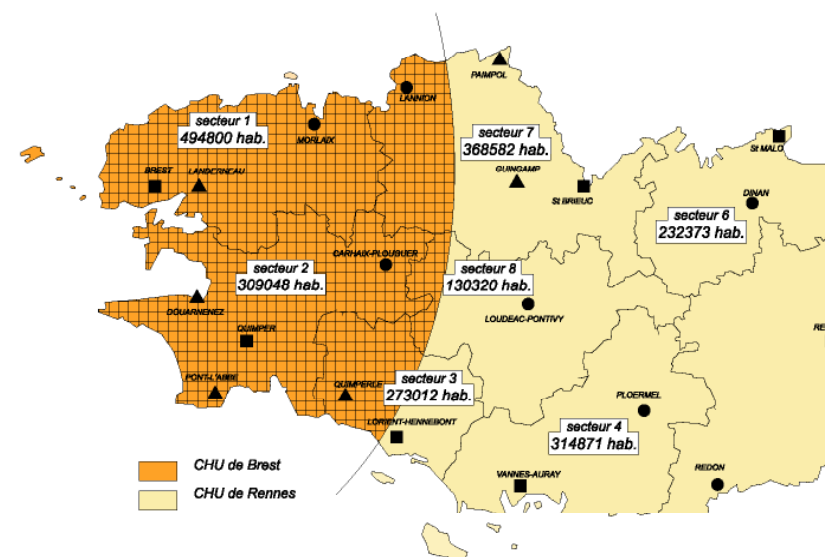 PAIMPOL
LANNION
secteur 1
494800 hab.
MORLAIX
secteur 7
368582 hab.
St MALO
BREST
LANDERNEAU
GUINGAMP
St BRIEUC
DINAN
secteur 6
232373 hab.
CARHAIX-PLOUGUER
secteur 2
309048 hab.
secteur 8
130320 hab.
DOUARNENEZ
LOUDEAC-PONTIVY
RE
QUIMPER
PONT-L'ABBE
QUIMPERLE
secteur 3
273012 hab.
PLOERMEL
LORIENT-HENNEBONT
secteur 4
314871 hab.
CHU de Brest
VANNES-AURAY
REDON
CHU de Rennes